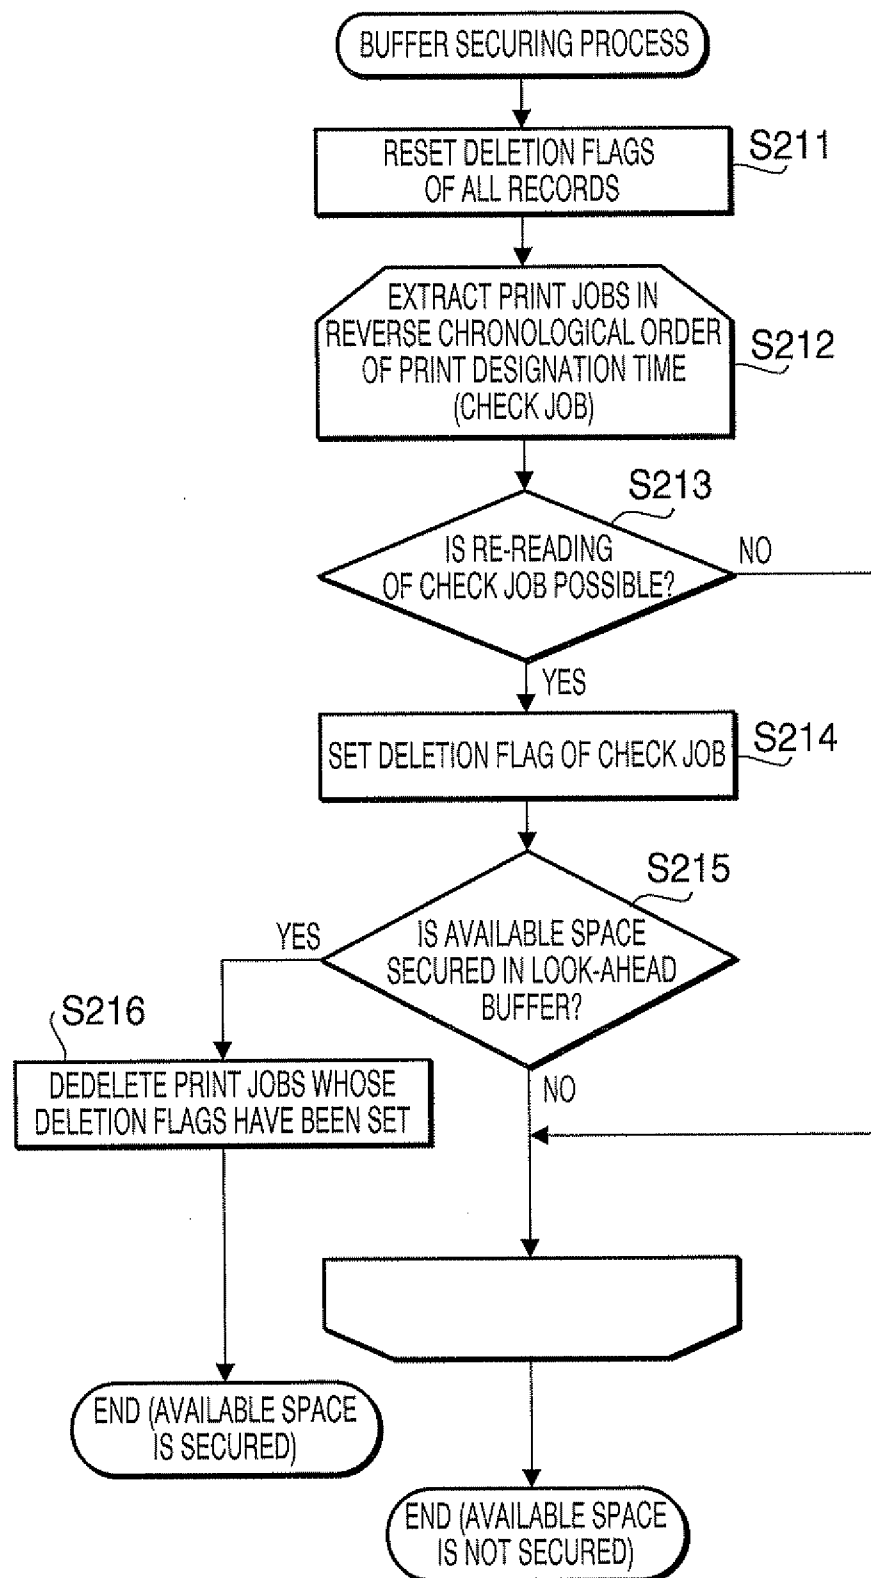 BUFFER SECURING PROCESS
RESET DELETION FLAGS
OF ALL RECORDS
S211
EXTRACT PRINT JOBS IN
REVERSE CHRONOLOGICAL ORDER
OF PRINT DESIGNATION TIME
(CHECK JOB)
S212
S213
IS RE-READING
OF CHECK JOB POSSIBLE?
NO
YES
SET DELETION FLAG OF CHECK JOB
S214
S215
IS AVAILABLE SPACE
SECURED IN LOOK-AHEAD
BUFFER?
YES
S216
DEDELETE PRINT JOBS WHOSE
DELETION FLAGS HAVE BEEN SET
NO
END (AVAILABLE SPACE
IS SECURED)
END (AVAILABLE SPACE
IS NOT SECURED)